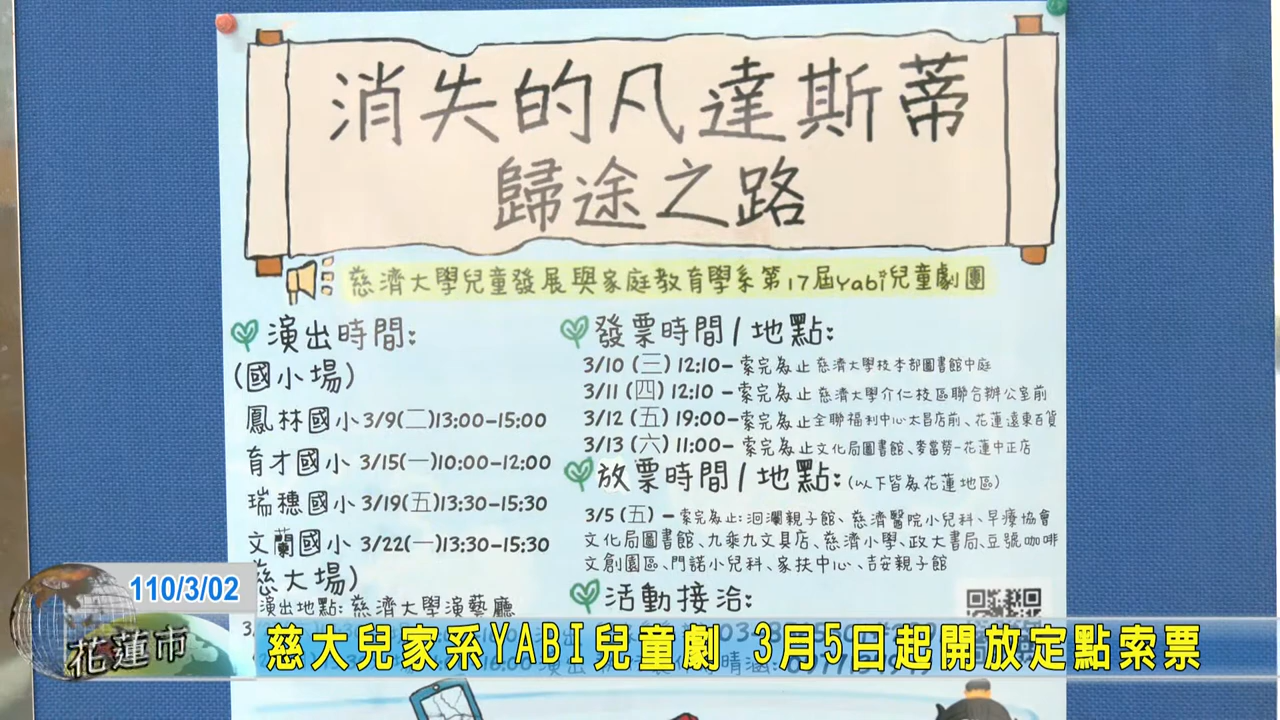 消失的凡達斯蒂
歸途之路
慈濟大學兒童發展與家庭教育學系第17屆Yabi兒童劇團
演出時間:
(國小場)
鳳林國小 3/9(二)13:00-15:00
育才國小 3/15(一)10:00-12:00
瑞穗國小 3/19(五)13:30-15:30
文蘭國小 3/22(一)13:30-15:30
慈大場)
演出地點: 慈濟大學演藝廳
發票時間/地點:
3/10 (三) 12:10- 索完為止 慈濟大學校本部圖書館中庭
3/11 (四) 12:10 - 索完為止 慈濟大學介仁校區聯合辦公室前
3/12 (五) 19:00-索完為止 全聯福利中心太昌店前、花蓮遠東百貨
3/13 (六) 11:00- 索完為止 文化局圖書館、麥當勞-花蓮中正店
放票時間/地點:(以下皆為花蓮地區)
3/5 (五) - 索完為止: 洄瀾親子館、慈濟醫院小兒科、早療協會
文化局圖書館、九乘九文具店、慈濟小學、政大書局、豆號咖啡
文創園區、門諾小兒科、家扶中心、吉安親子館
活動接洽:
110/3/02
花蓮市
慈大兒家系YABI兒童劇 3月5日起開放定點索票